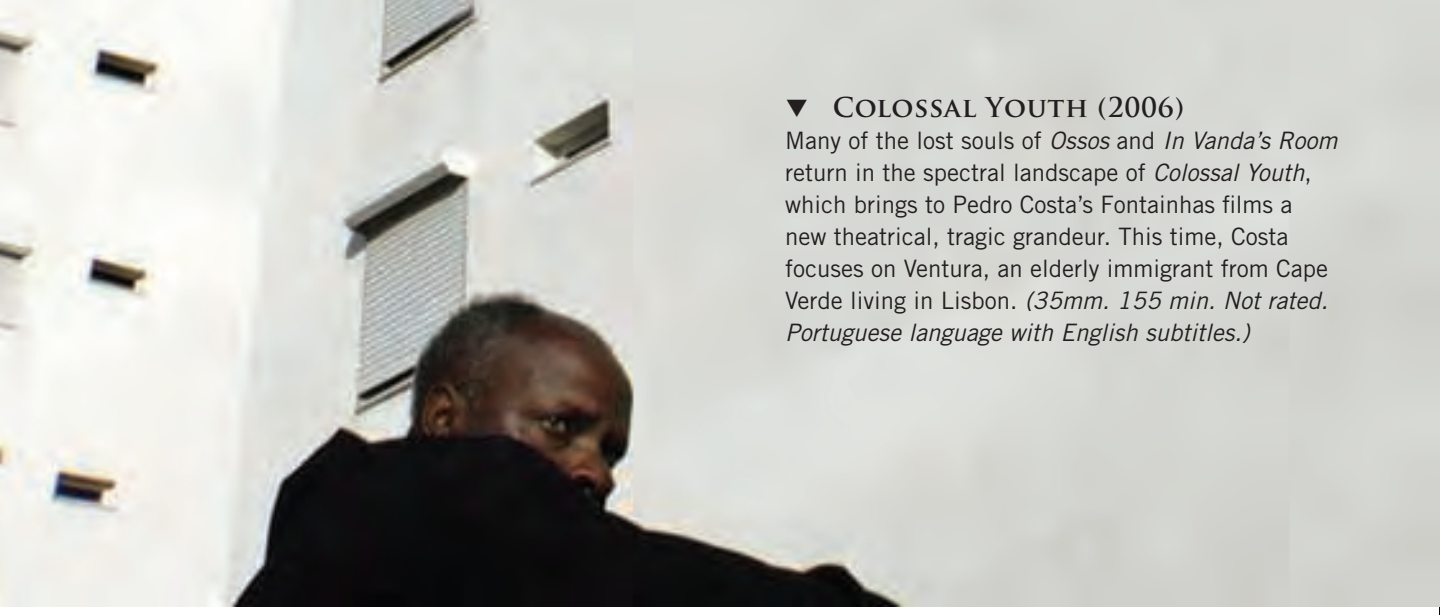 ▼ COLOSSAL YOUTH (2006)
Many of the lost souls of Ossos and In Vanda’s Room
return in the spectral landscape of Colossal Youth,
which brings to Pedro Costa’s Fontainhas films a
new theatrical, tragic grandeur. This time, Costa
focuses on Ventura, an elderly immigrant from Cape
Verde living in Lisbon. (35mm. 155 min. Not rated.
Portuguese language with English subtitles.)